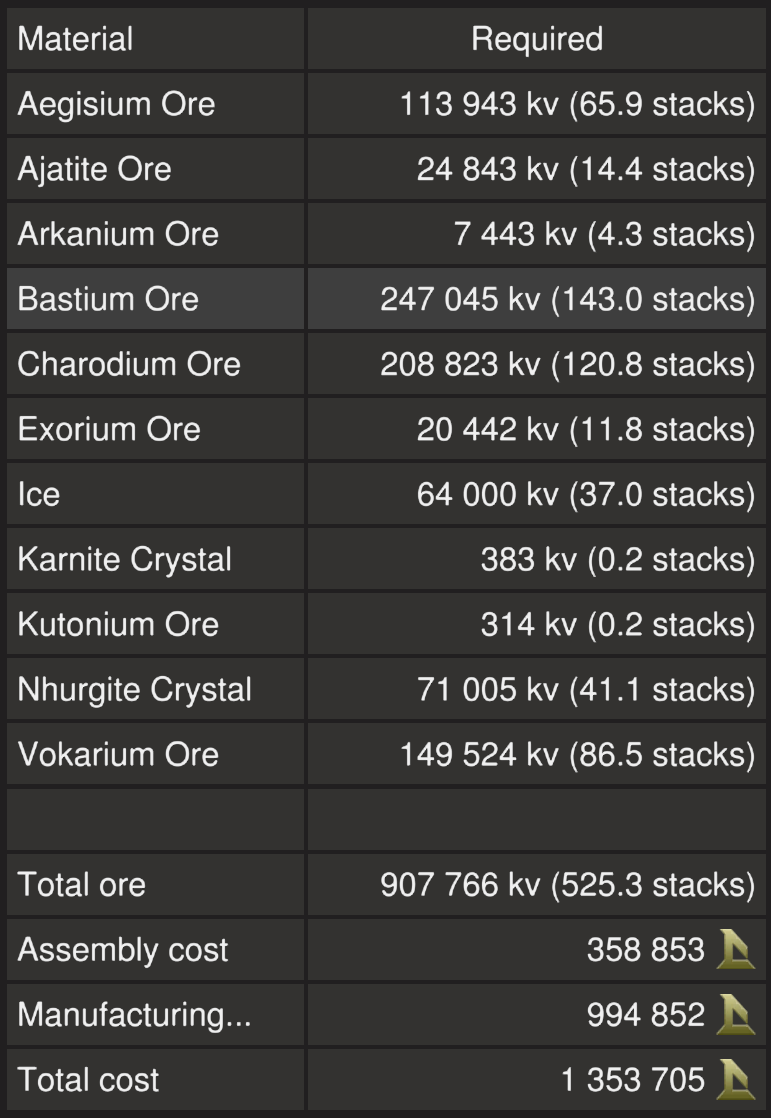 Material Required
Aegisium Ore 113 943 kv (65.9 stacks)
Ajatite Ore 24 843 kv (14.4 stacks)
Arkanium Ore 7 443 kv (4.3 stacks)
Bastium Ore 247 045 kv (143.0 stacks)
Charodium Ore 208 823 kv (120.8 stacks)
Exorium Ore 20 442 kv (11.8 stacks)
Ice 64 000 kv (37.0 stacks)
Karnite Crystal 383 kv (0.2 stacks)
Kutonium Ore 314 kv (0.2 stacks)
Nhurgite Crystal 71 005 kv (41.1 stacks)
Vokarium Ore 149 524 kv (86.5 stacks)
Total ore 907 766 kv (525.3 stacks)
Assembly cost 358 853
Manufacturing... 994 852
Total cost 1 353 705